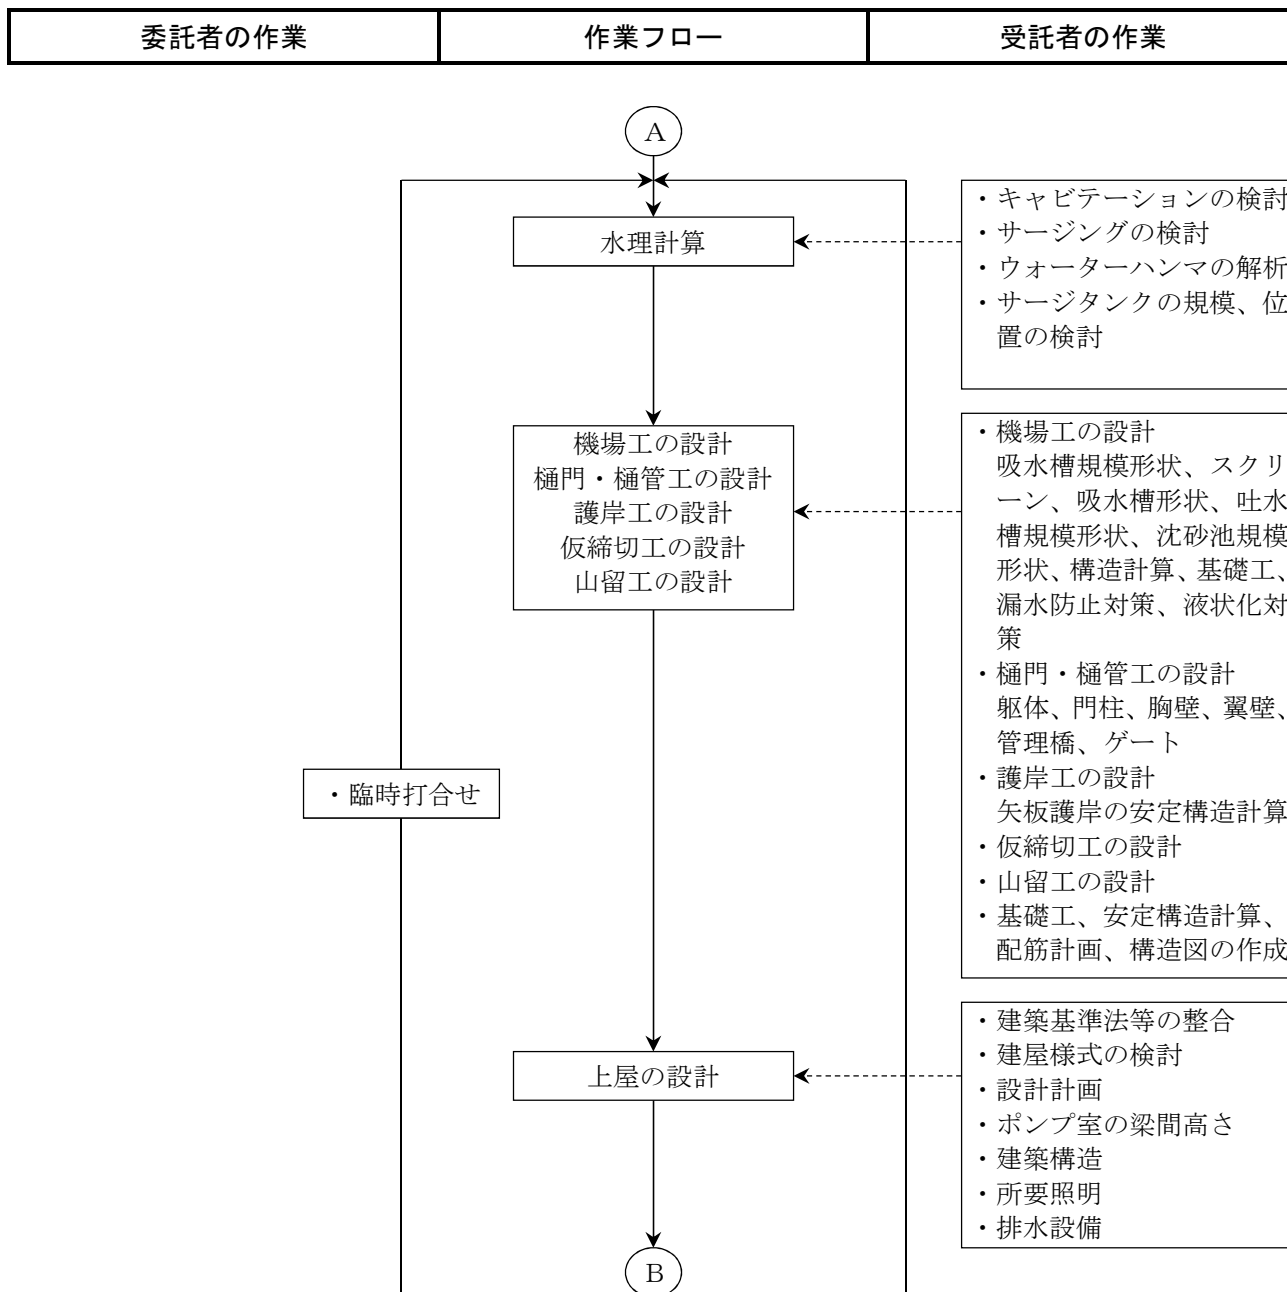 委託者の作業
作業フロー
受託者の作業
A
水理計算
・キャビテーションの検討
・サージングの検討
・ウォーターハンマの解析
・サージタンクの規模、位
置の検討
機場工の設計
樋門・樋管工の設計
護岸工の設計
仮締切工の設計
山留工の設計
・機場工の設計
吸水槽規模形状、スクリ
ーン、吸水槽形状、吐水
槽規模形状、沈砂池規模
形状、構造計算、基礎工、
漏水防止対策、液状化対
策
・樋門・樋管工の設計
躯体、門柱、胸壁、翼壁、
管理橋、ゲート
・護岸工の設計
矢板護岸の安定構造計算
・仮締切工の設計
・山留工の設計
・基礎工、安定構造計算、
配筋計画、構造図の作成
・臨時打合せ
上屋の設計
・建築基準法等の整合
・建屋様式の検討
・設計計画
・ポンプ室の梁間高さ
・建築構造
・所要照明
・排水設備
B